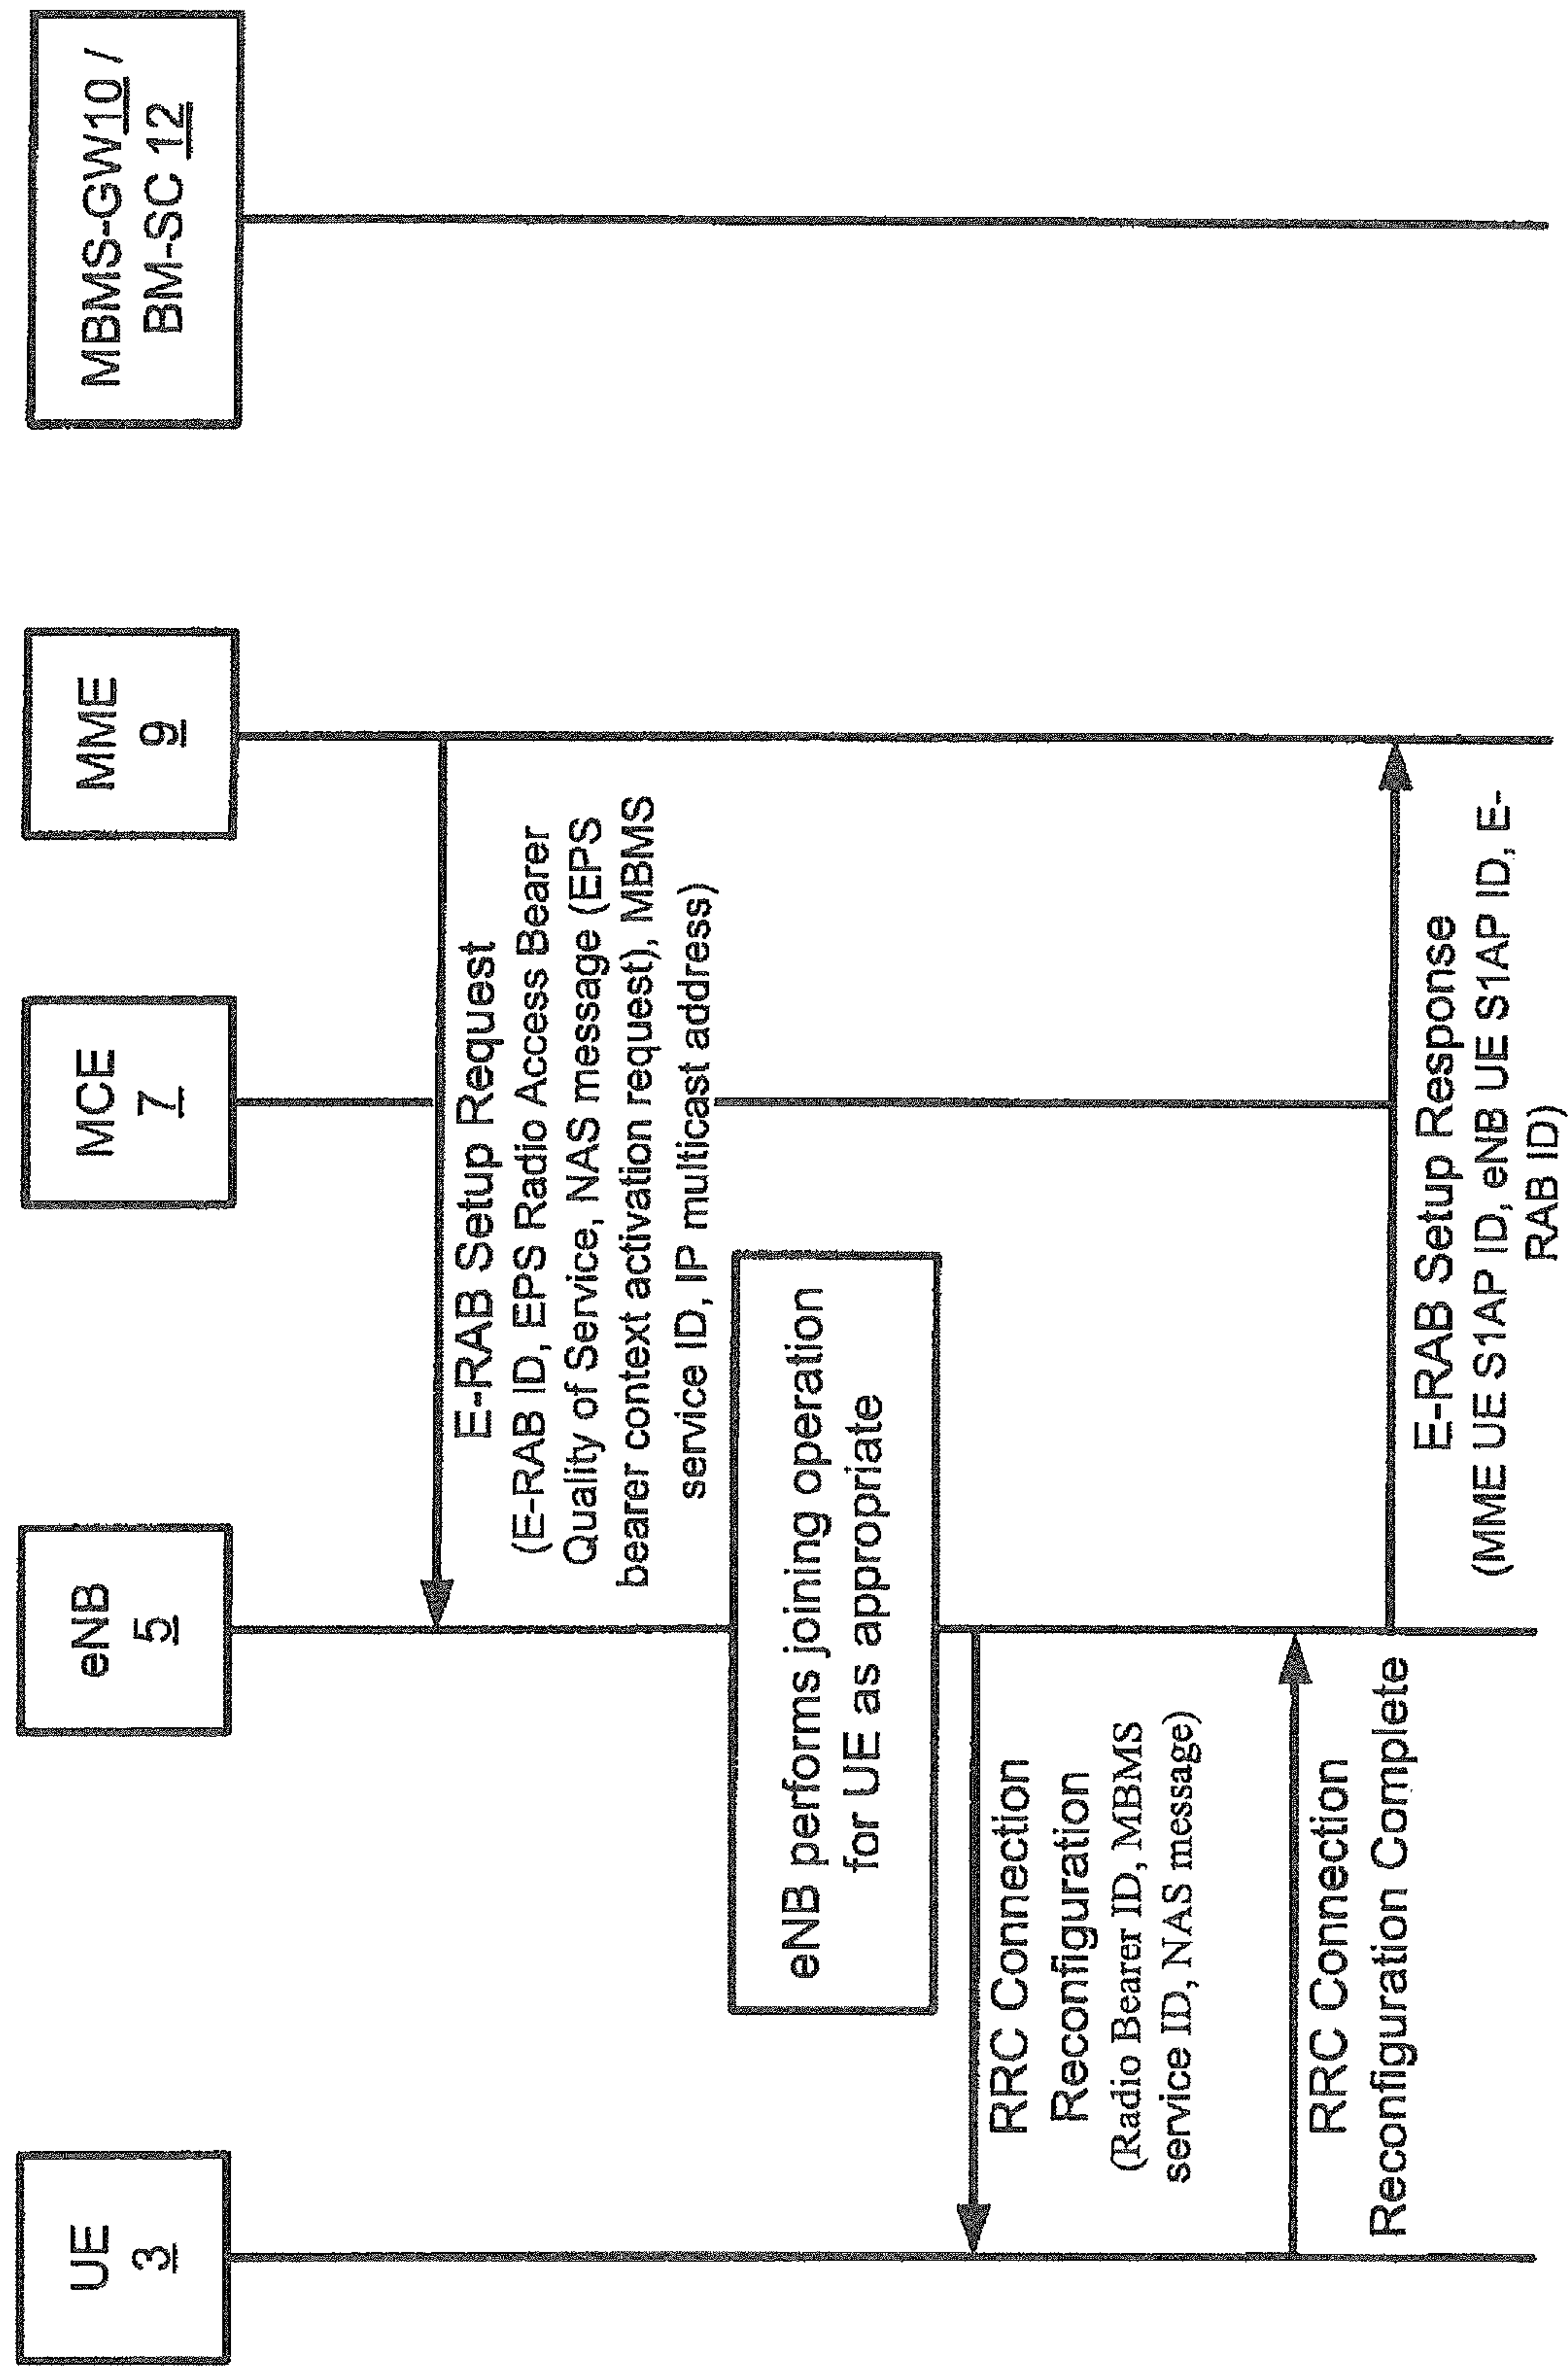 UE
3
eNB
5
MCE
7
MME
9
MBMS-GW10 /
BM-SC 12
E-RAB Setup Request
(E-RAB ID, EPS Radio Access Bearer
Quality of Service, NAS message (EPS
bearer context activation request), MBMS
service ID, IP multicast address)
eNB performs joining operation
for UE as appropriate
RRC Connection
Reconfiguration
(Radio Bearer ID, MBMS
service ID, NAS message)
RRC Connection
Reconfiguration Complete
E-RAB Setup Response
(MME UE S1AP ID, eNB UE S1AP ID, E-
RAB ID)